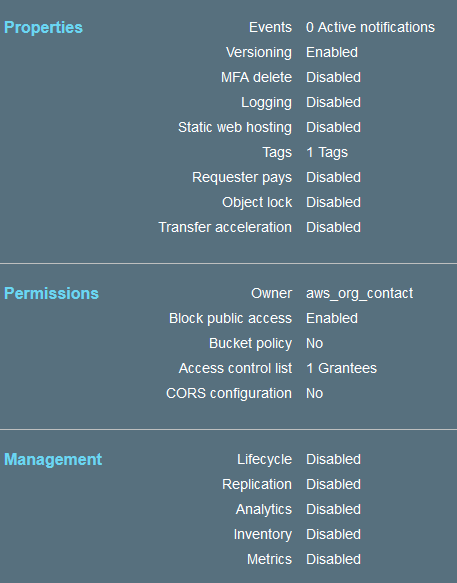 Properties Events 0 Active notifications
Versioning Enabled
MFA delete Disabled
Logging Disabled
Static web hosting Disabled
Tags 1 Tags
Requester pays Disabled
Object lock Disabled
Transfer acceleration Disabled
Permissions Owner aws_org_contact
Block public access Enabled
Bucket policy No
Access control list 1 Grantees
CORS configuration No
Management Lifecycle Disabled
Replication Disabled
Analytics Disabled
Inventory Disabled
Metrics Disabled